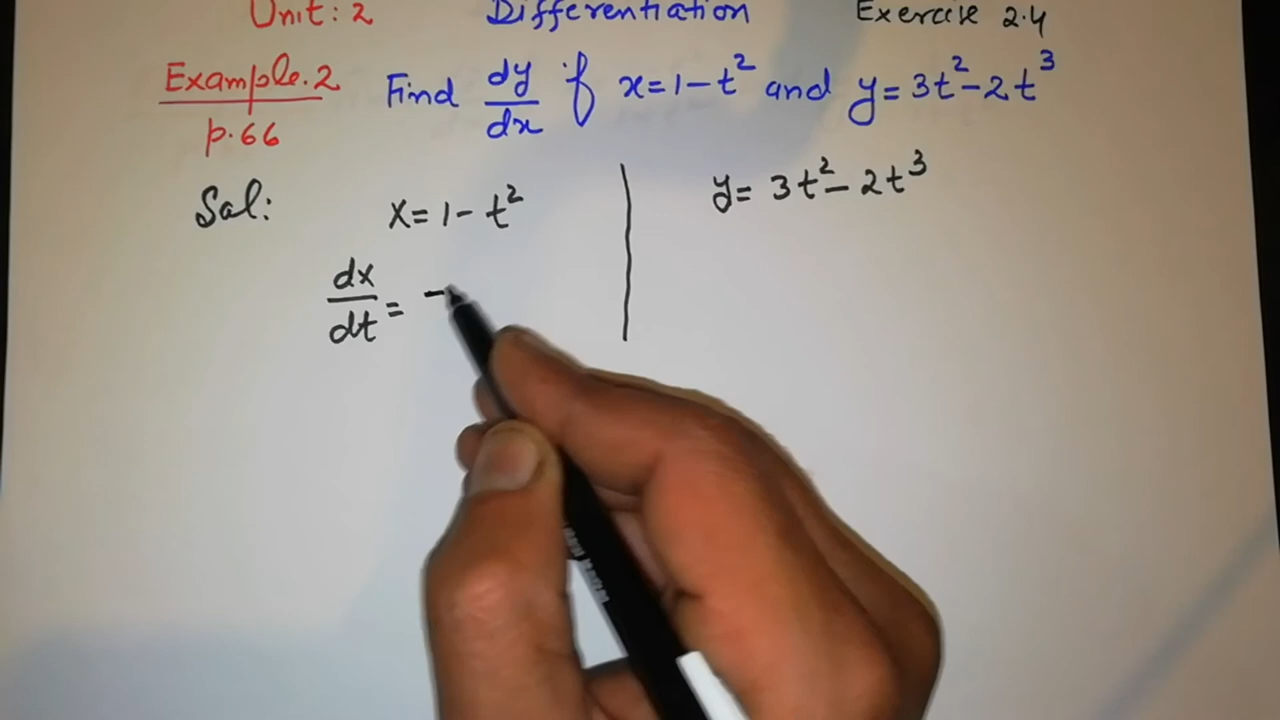 Unit: 2 Differentiation Exercise 2.4
Example.2 Find dy/dx if x=1-t² and y=3t²-2t³
p.66
Sol: x=1-t² y=3t²-2t³
dx/dt = -